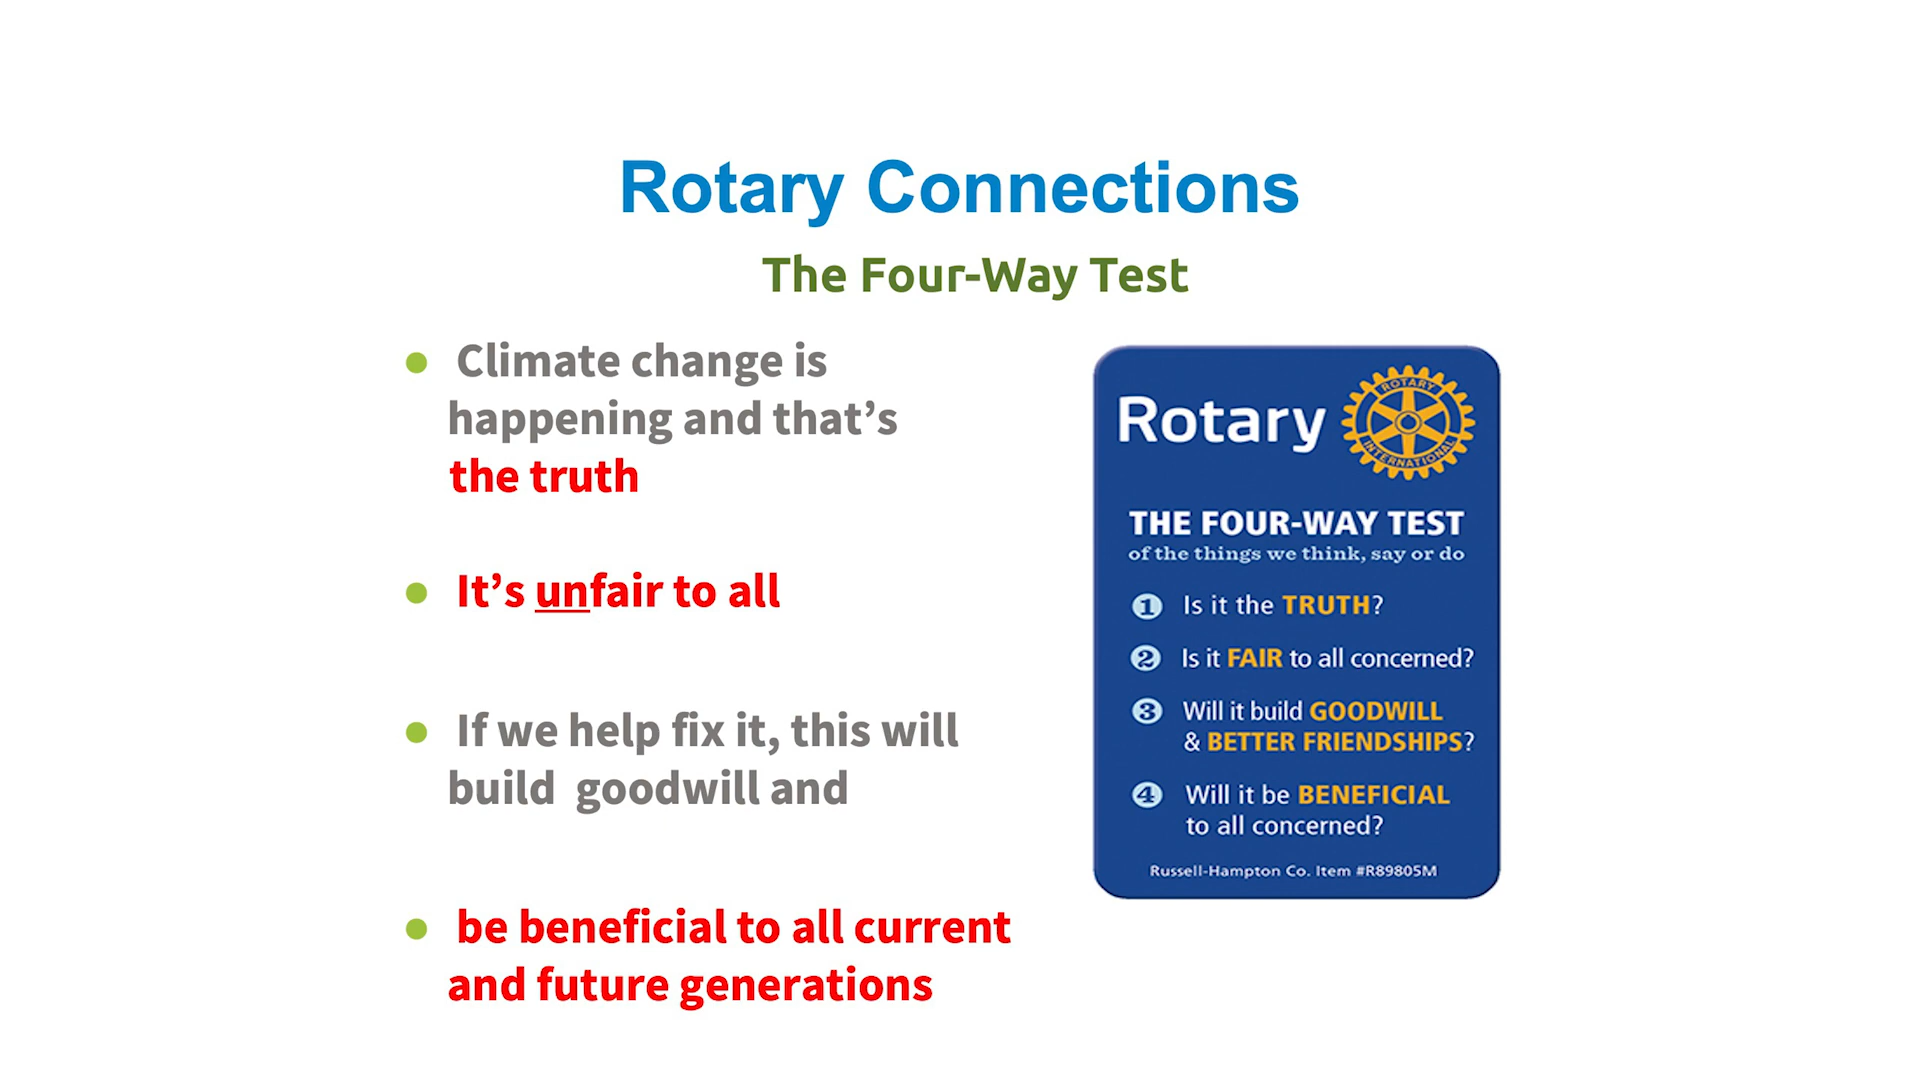 Rotary Connections
The Four-Way Test
● Climate change is
happening and that’s
the truth
● It’s unfair to all
● If we help fix it, this will
build goodwill and
● be beneficial to all current
and future generations
Rotary
ROTARY
INTERNATIONAL
THE FOUR-WAY TEST
of the things we think, say or do
1 Is it the TRUTH?
2 Is it FAIR to all concerned?
3 Will it build GOODWILL
& BETTER FRIENDSHIPS?
4 Will it be BENEFICIAL
to all concerned?
Russell-Hampton Co. Item #R89805M